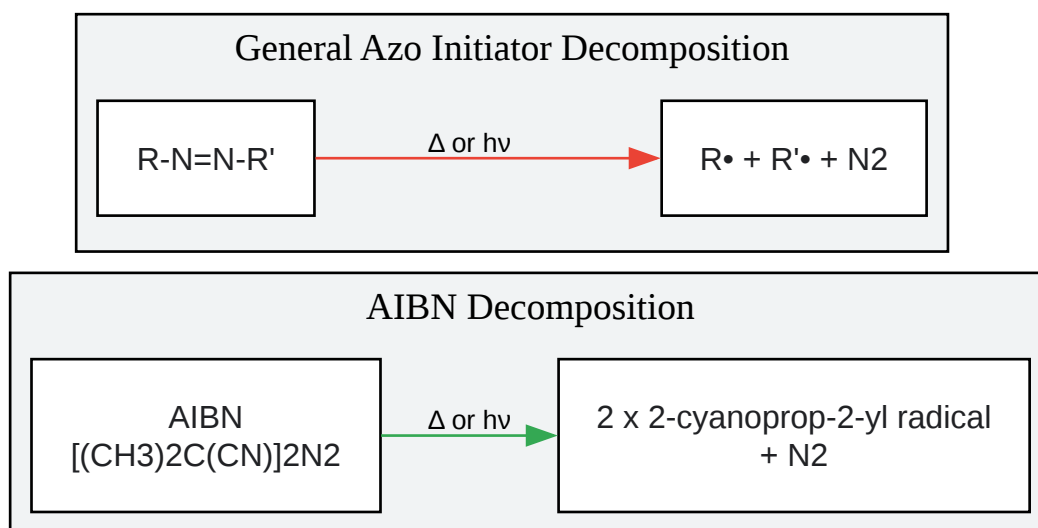 General Azo Initiator Decomposition
R-N=N-R'
Δ or hν
R• + R'• + N2
AIBN Decomposition
AIBN
[(CH3)2C(CN)]2N2
Δ or hν
2 x 2-cyanoprop-2-yl radical
+ N2